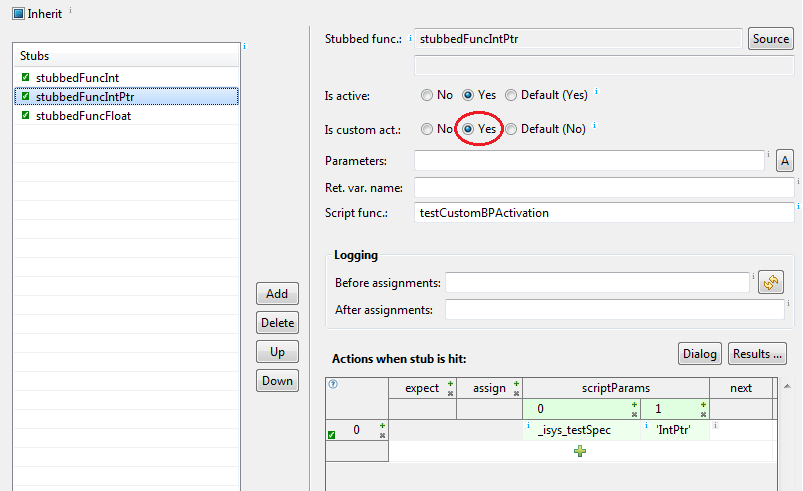 Inherit
Stubs
stubbedFuncInt
stubbedFuncIntPtr
stubbedFuncFloat
Add
Delete
Up
Down
Stubbed func.: stubbedFuncIntPtr Source
Is active: No Yes Default (Yes)
Is custom act.: No Yes Default (No)
Parameters: A
Ret. var. name:
Script func.: testCustomBPActivation
Logging
Before assignments:
After assignments:
Actions when stub is hit: Dialog Results ...
expect assign scriptParams next
0 1
0 _isys_testSpec 'IntPtr'